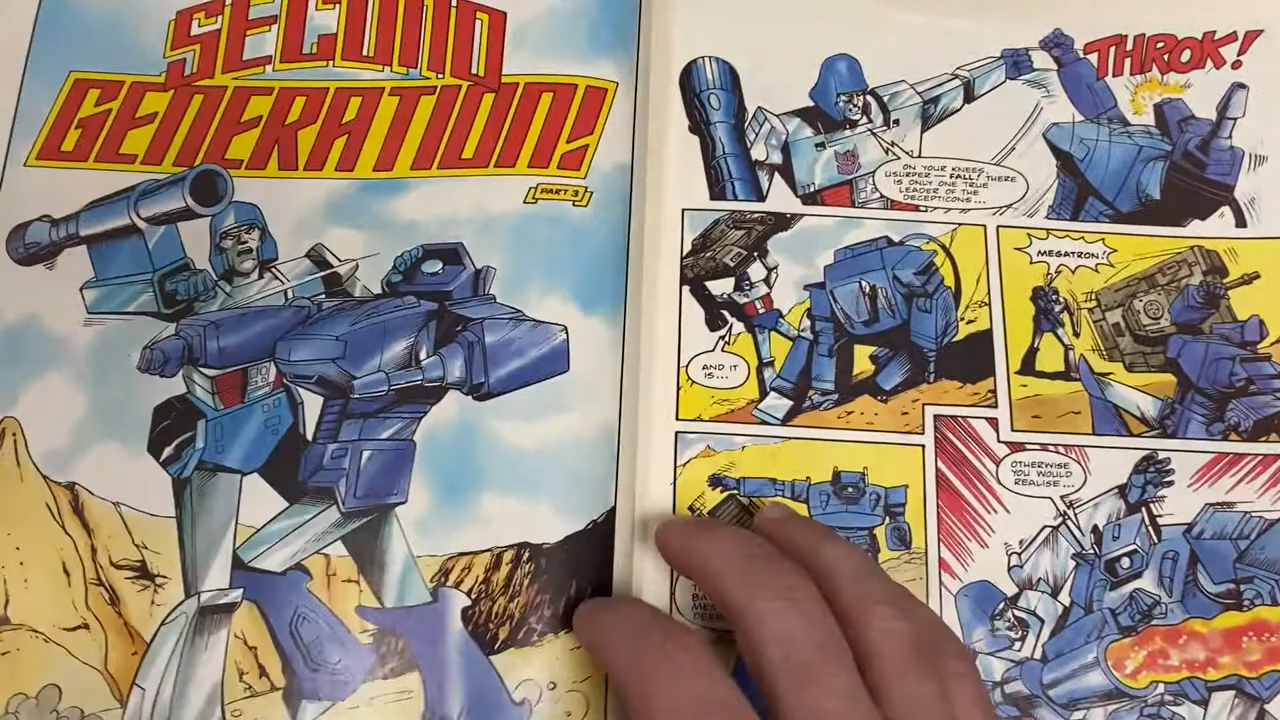 SECOND
GENERATION!
PART 3
THROK!
ON YOUR KNEES,
USURPER — FALL! THERE
IS ONLY ONE TRUE
LEADER OF THE
DECEPTICONS...
AND IT
IS...
MEGATRON!
OTHERWISE
YOU WOULD
REALISE...